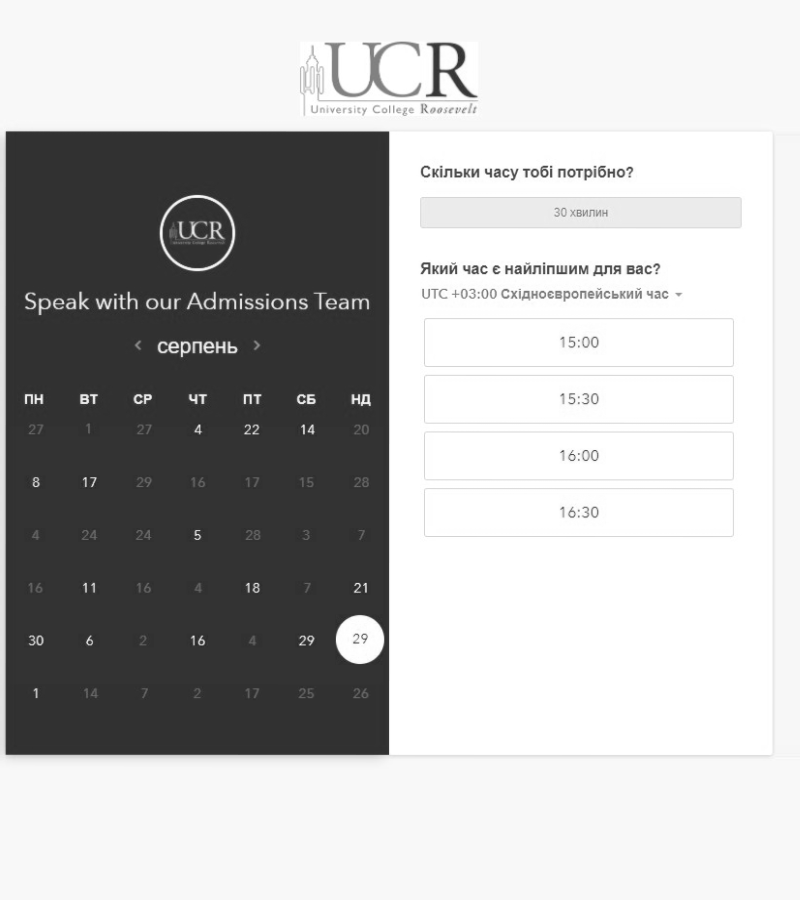 UCR
University College Roosevelt
UCR
Speak with our Admissions Team
серпень
ПН ВТ СР ЧТ ПТ СБ НД
27 1 27 4 22 14 20
8 17 29 16 17 15 28
4 24 24 5 28 3 7
16 11 16 4 18 7 21
30 6 2 16 4 29 29
1 14 7 2 17 25 26
Скільки часу тобі потрібно?
30 хвилин
Який час є найліпшим для вас?
UTC +03:00 Східноєвропейський час
15:00
15:30
16:00
16:30